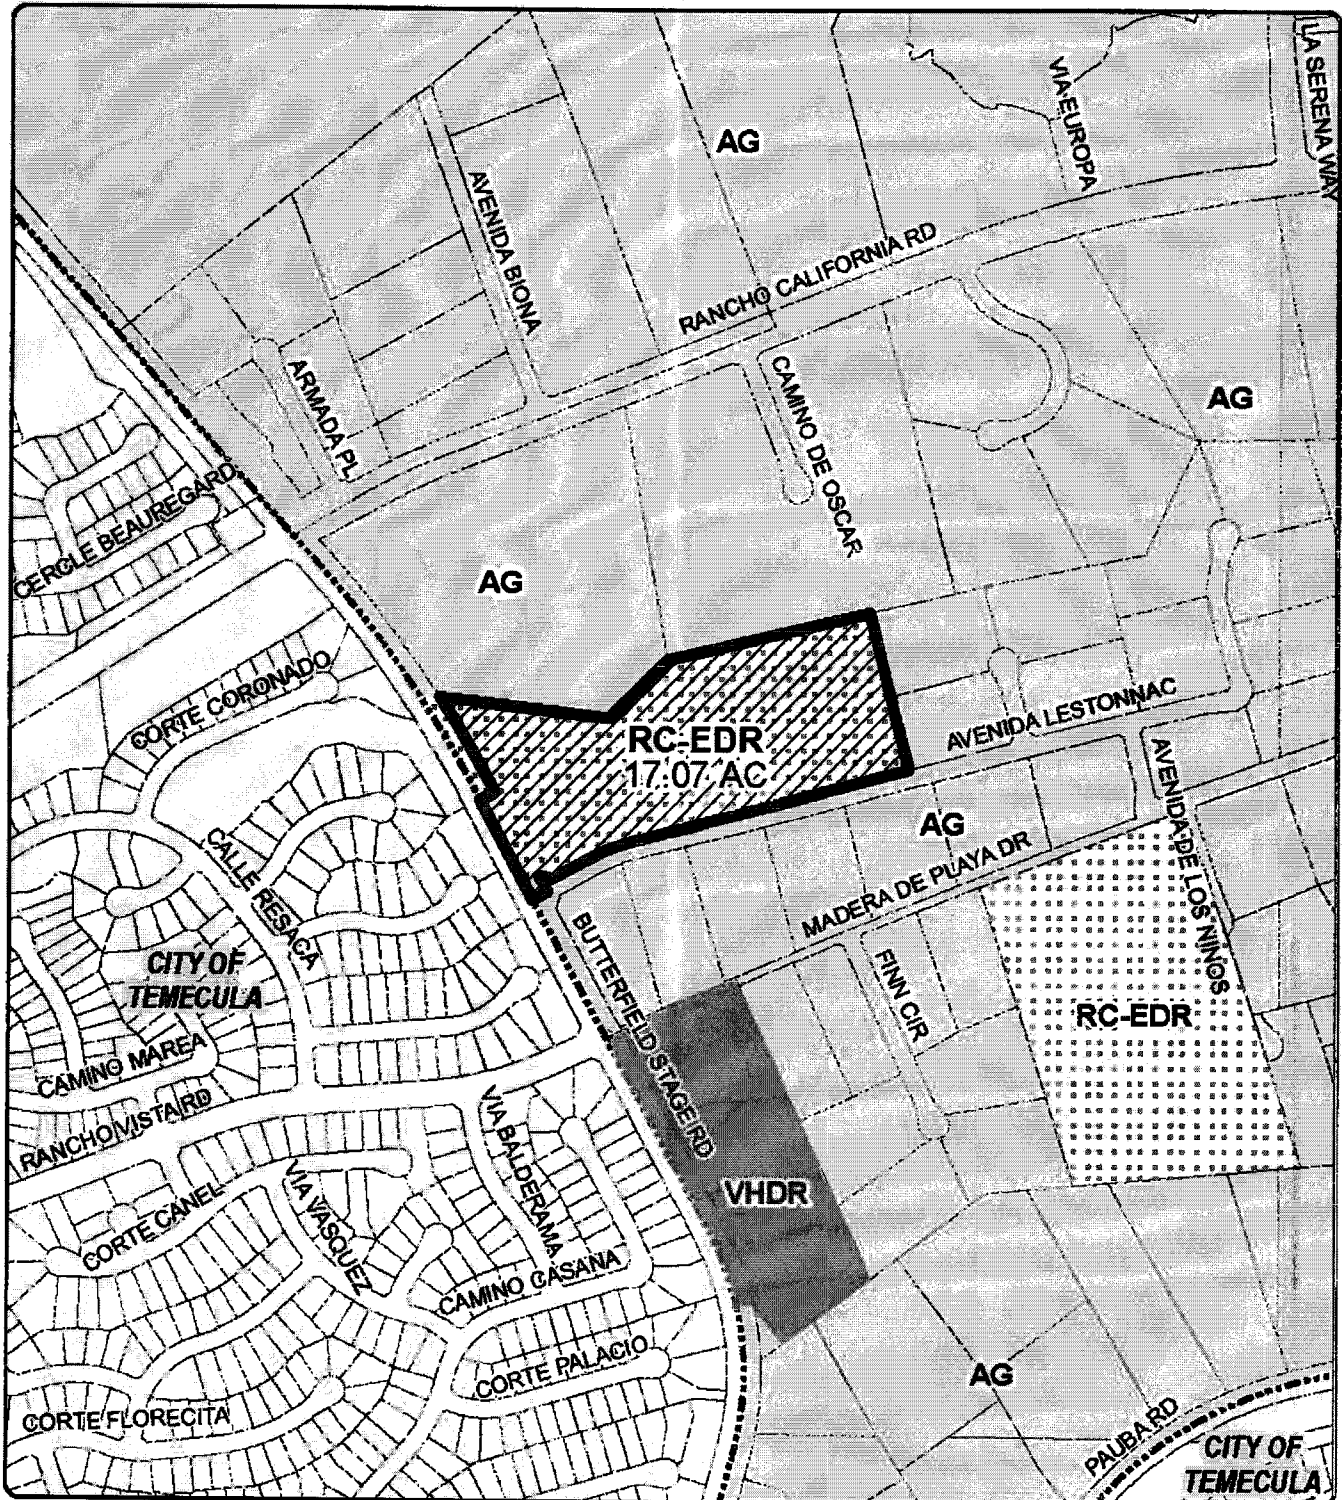 LA SERENA WAY
VIA EUROPA
AG
AVENIDA BIONA
RANCHO CALIFORNIA RD
ARMADA PL
CAMINO DE OSCAR
AG
CERCLE BEAUREGARD
AG
CORTE CORONADO
RC-EDR
17.07 AC
AVENIDA LESTONNAC
AVENIDA DE LOS NINOS
AG
CALLE RESACA
MADERA DE PLAYA DR
BUTTERFIELD STAGE RD
FINN CIR
CITY OF
TEMECULA
RC-EDR
CAMINO MAREA
RANCHO VISTA RD
VIA BALDERAMA
VHDR
VIA VASQUEZ
CORTE CANEL
CAMINO CASANA
CORTE PALACIO
AG
CORTE FLORECITA
PAUBA RD
CITY OF
TEMECULA